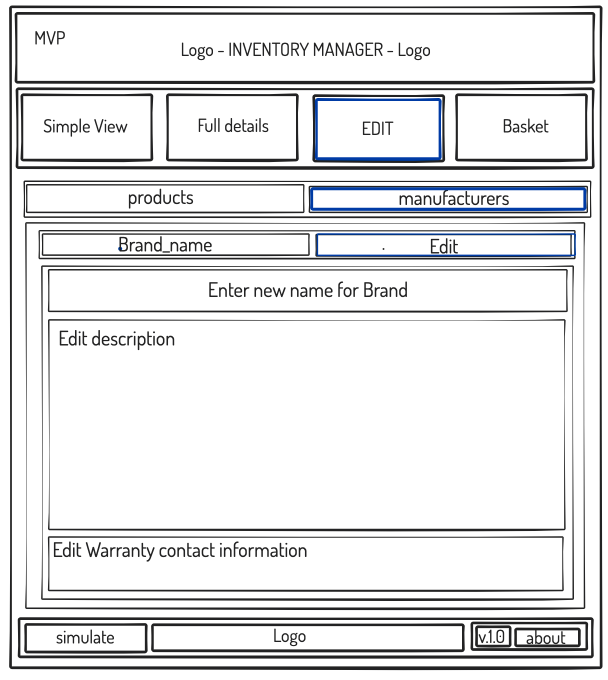 MVP
Logo - INVENTORY MANAGER - Logo
Simple View
Full details
EDIT
Basket
products
manufacturers
Brand_name
Edit
Enter new name for Brand
Edit description
Edit Warranty contact information
simulate
Logo
v.1.0
about